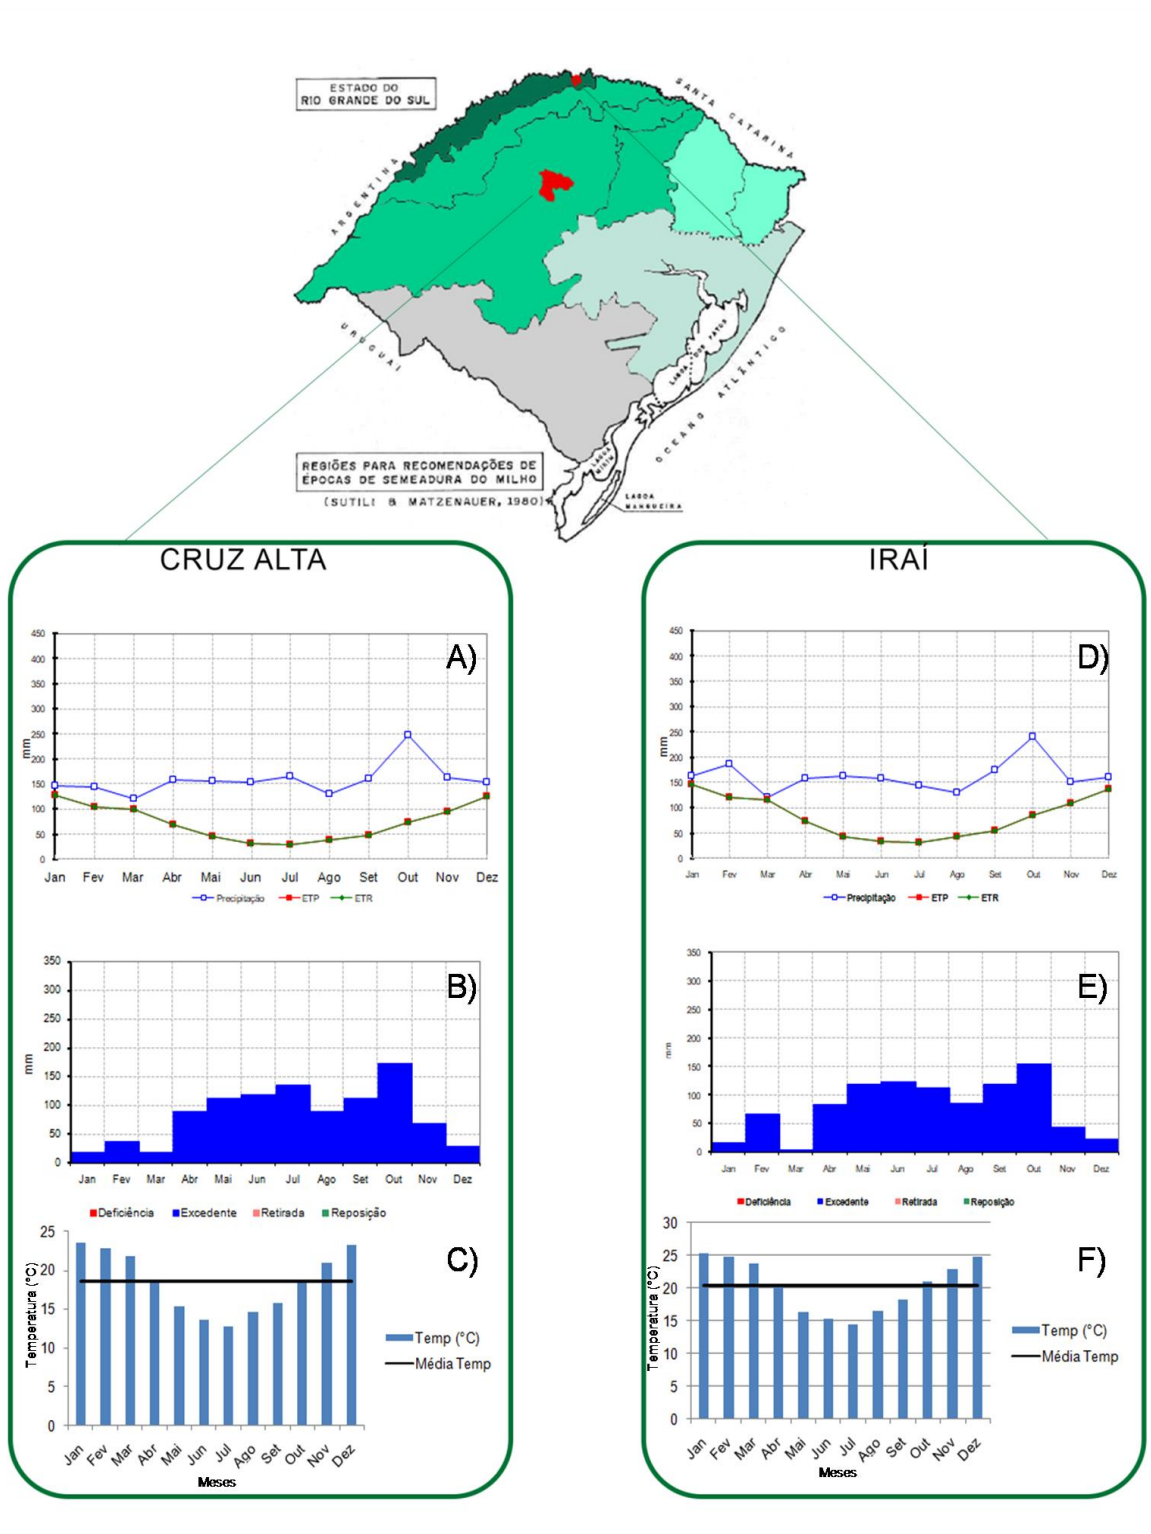 ESTADO DO
RIO GRANDE DO SUL
SANTA CATARINA
ARGENTINA
URUGUAI
OCEANO ATLÂNTICO
LAGOA DOS PATOS
LAGOA
MIRIM
LAGOA
MANGUEIRA
REGIÕES PARA RECOMENDAÇÕES DE
ÉPOCAS DE SEMEADURA DO MILHO
(SUTILI & MATZENAUER, 1980)
CRUZ ALTA
A)
450
400
350
300
250
200
150
100
50
0
mm
Jan Fev Mar Abr Mai Jun Jul Ago Set Out Nov Dez
Precipitação ETP ETR
B)
350
300
250
200
150
100
50
0
mm
Jan Fev Mar Abr Mai Jun Jul Ago Set Out Nov Dez
Deficiência Excedente Retirada Reposição
C)
25
20
15
10
5
0
Temperatura (°C)
Temp (°C)
Média Temp
Jan Fev Mar Abr Mai Jun Jul Ago Set Out Nov Dez
Meses
IRAÍ
D)
450
400
350
300
250
200
150
100
50
0
mm
Jan Fev Mar Abr Mai Jun Jul Ago Set Out Nov Dez
Precipitação ETP ETR
E)
350
300
250
200
150
100
50
0
mm
Jan Fev Mar Abr Mai Jun Jul Ago Set Out Nov Dez
Deficiência Excedente Retirada Reposição
F)
30
25
20
15
10
5
0
Temperatura (°C)
Temp (°C)
Média Temp
Jan Fev Mar Abr Mai Jun Jul Ago Set Out Nov Dez
Meses